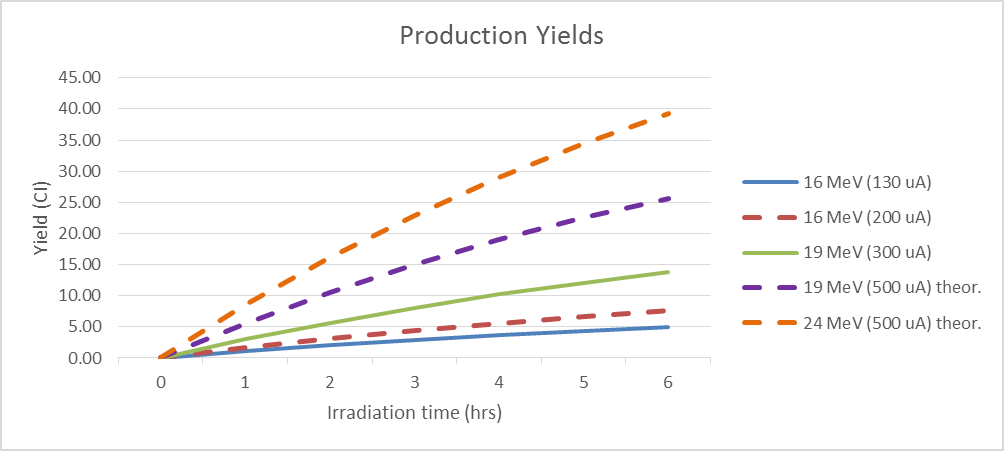 Production Yields
45.00
40.00
35.00
30.00
25.00
20.00
15.00
10.00
5.00
0.00
Yield (CI)
0 1 2 3 4 5 6
Irradiation time (hrs)
16 MeV (130 uA)
16 MeV (200 uA)
19 MeV (300 uA)
19 MeV (500 uA) theor.
24 MeV (500 uA) theor.